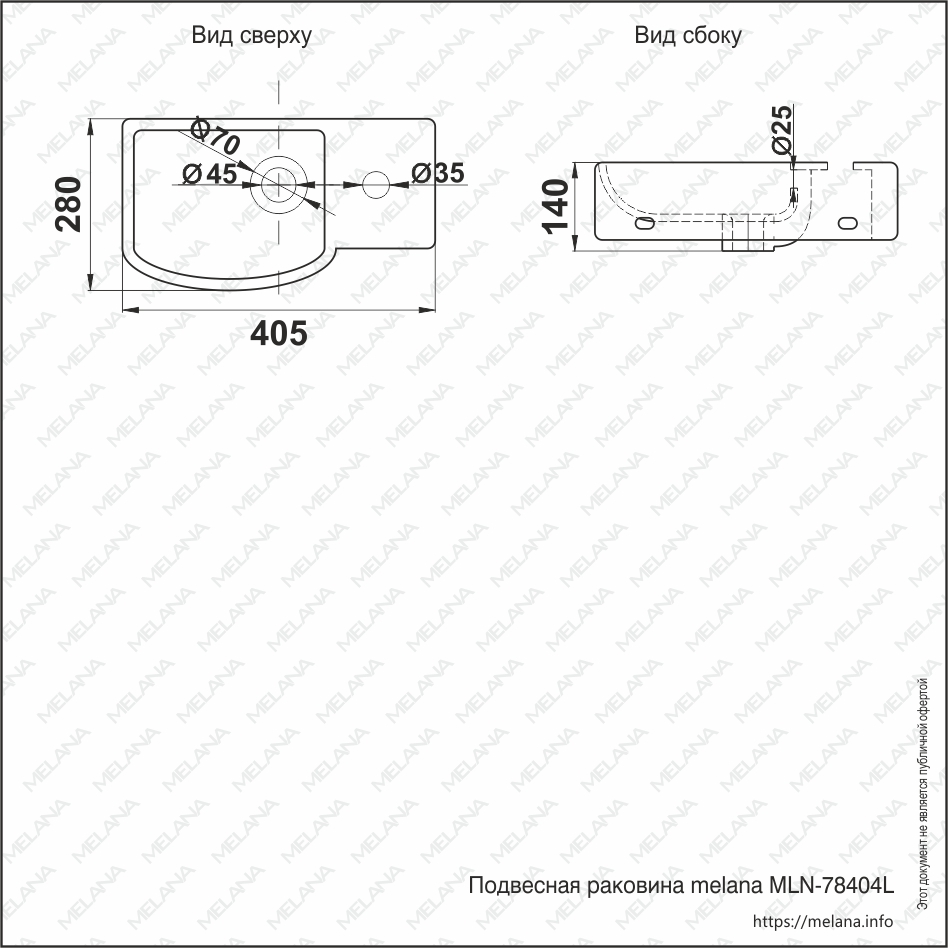 Вид сверху
Вид сбоку
Ø70
Ø45
Ø35
280
405
Ø25
140
Этот документ не является публичной офертой
Подвесная раковина melana MLN-78404L
https://melana.info
MELANA